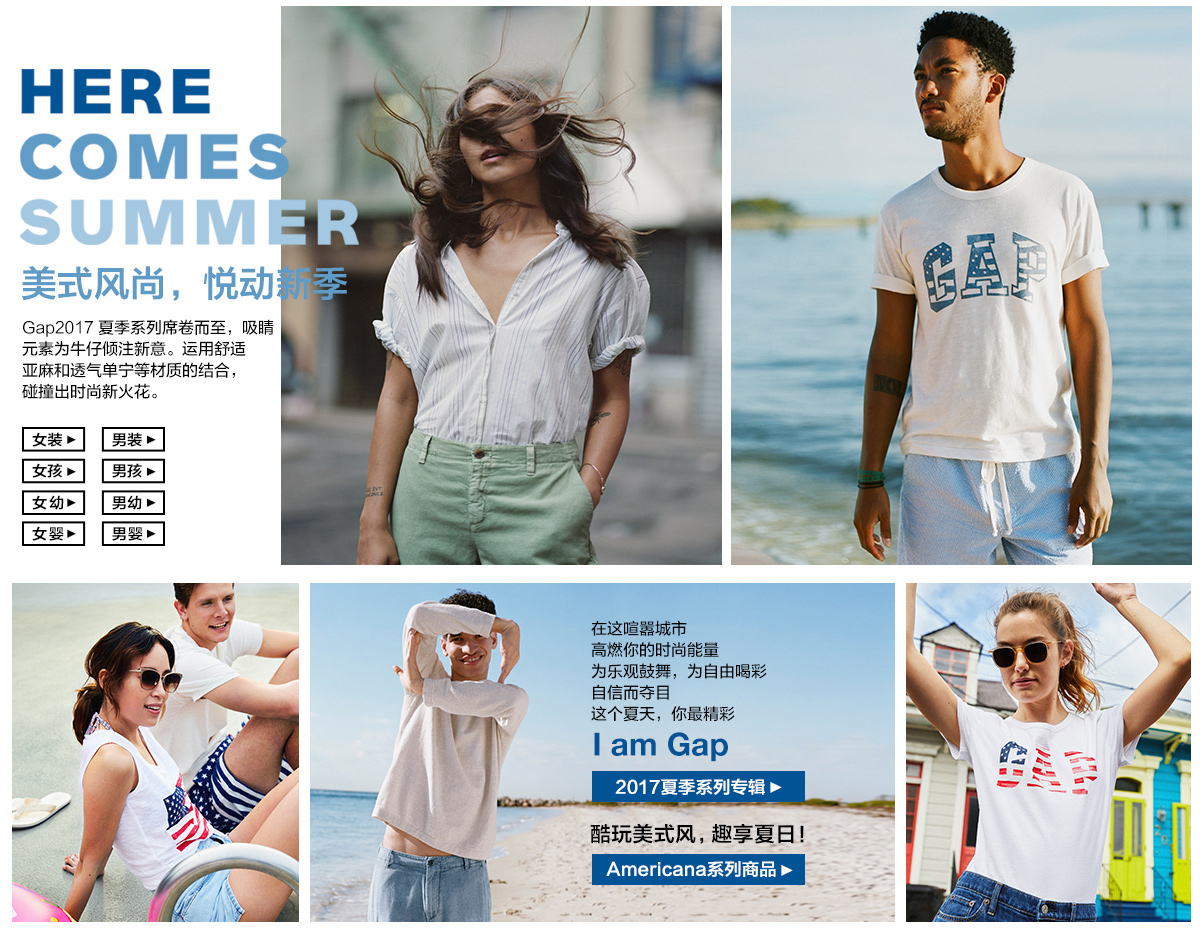 HERE
COMES
SUMMER
美式风尚，悦动新季
Gap2017 夏季系列席卷而至，吸睛
元素为牛仔倾注新意。运用舒适
亚麻和透气单宁等材质的结合，
碰撞出时尚新火花。
女装▶ 男装▶
女孩▶ 男孩▶
女幼▶ 男幼▶
女婴▶ 男婴▶
GAP
在这喧嚣城市
高燃你的时尚能量
为乐观鼓舞，为自由喝彩
自信而夺目
这个夏天，你最精彩
I am Gap
2017夏季系列专辑▶
酷玩美式风，趣享夏日！
Americana系列商品▶
GAP